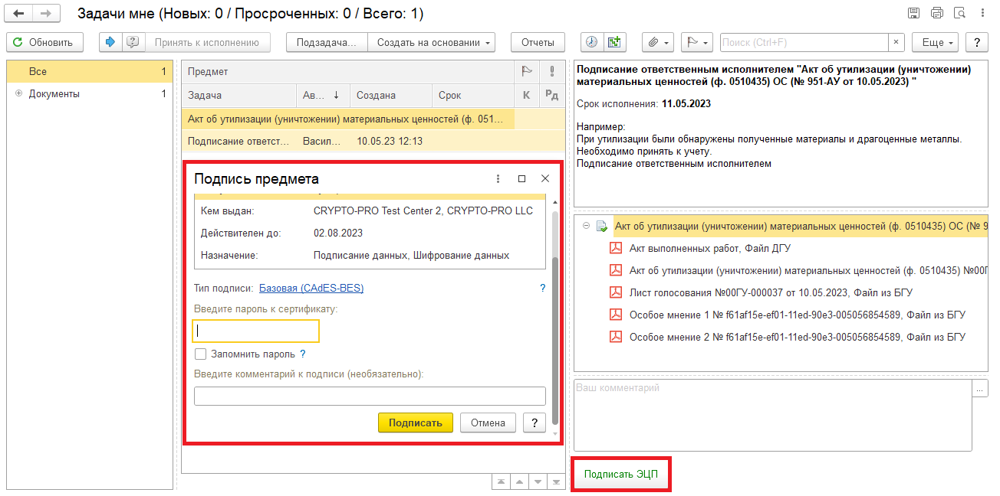 Задачи мне (Новых: 0 / Просроченных: 0 / Всего: 1)
Обновить
Принять к исполнению
Подзадача...
Создать на основании
Отчеты
Поиск (Ctrl+F)
×
Еще
?
Все 1
Документы 1
Предмет
Задача Ав... ↓ Создана Срок К Рд
Акт об утилизации (уничтожении) материальных ценностей (ф. 051...
Подписание ответст... Васил... 10.05.23 12:13
Подпись предмета
Кем выдан: CRYPTO-PRO Test Center 2, CRYPTO-PRO LLC
Действителен до: 02.08.2023
Назначение: Подписание данных, Шифрование данных
Тип подписи: Базовая (CAdES-BES) ?
Введите пароль к сертификату:
Запомнить пароль ?
Введите комментарий к подписи (необязательно):
Подписать
Отмена
?
Подписание ответственным исполнителем "Акт об утилизации (уничтожении)
материальных ценностей (ф. 0510435) ОС (№ 951-АУ от 10.05.2023) "
Срок исполнения: 11.05.2023
Например:
При утилизации были обнаружены полученные материалы и драгоценные металлы.
Необходимо принять к учету.
Подписание ответственным исполнителем
Акт об утилизации (уничтожении) материальных ценностей (ф. 0510435) ОС (№ 9
Акт выполненных работ, Файл ДГУ
Акт об утилизации (уничтожении) материальных ценностей (ф. 0510435) №00Г
Лист голосования №00ГУ-000037 от 10.05.2023, Файл из БГУ
Особое мнение 1 № f61af15e-ef01-11ed-90e3-005056854589, Файл из БГУ
Особое мнение 2 № f61af15e-ef01-11ed-90e3-005056854589, Файл из БГУ
Ваш комментарий
...
Подписать ЭЦП